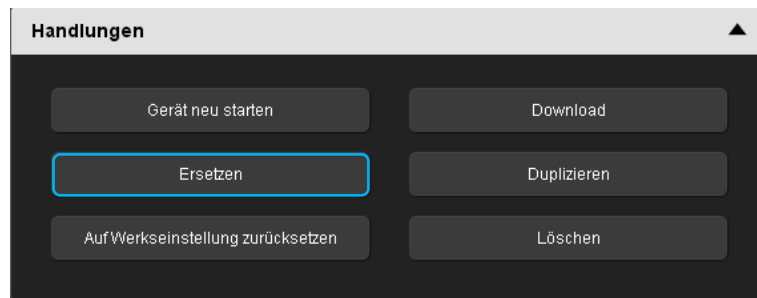 Handlungen
Gerät neu starten
Download
Ersetzen
Duplizieren
Auf Werkseinstellung zurücksetzen
Löschen